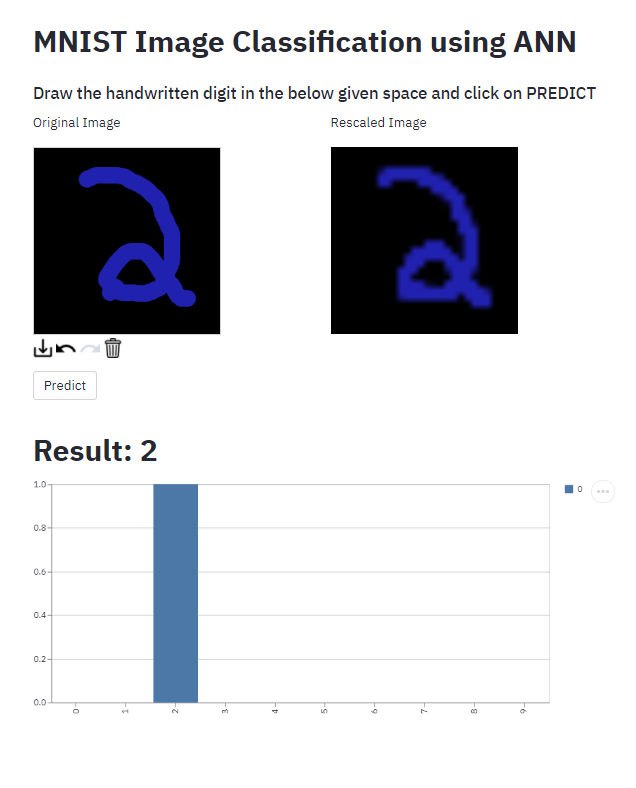 MNIST Image Classification using ANN
Draw the handwritten digit in the below given space and click on PREDICT
Original Image
Rescaled Image
2
2
Predict
Result: 2
1.0
0.8
0.6
0.4
0.2
0.0
0 1 2 3 4 5 6 7 8 9
0